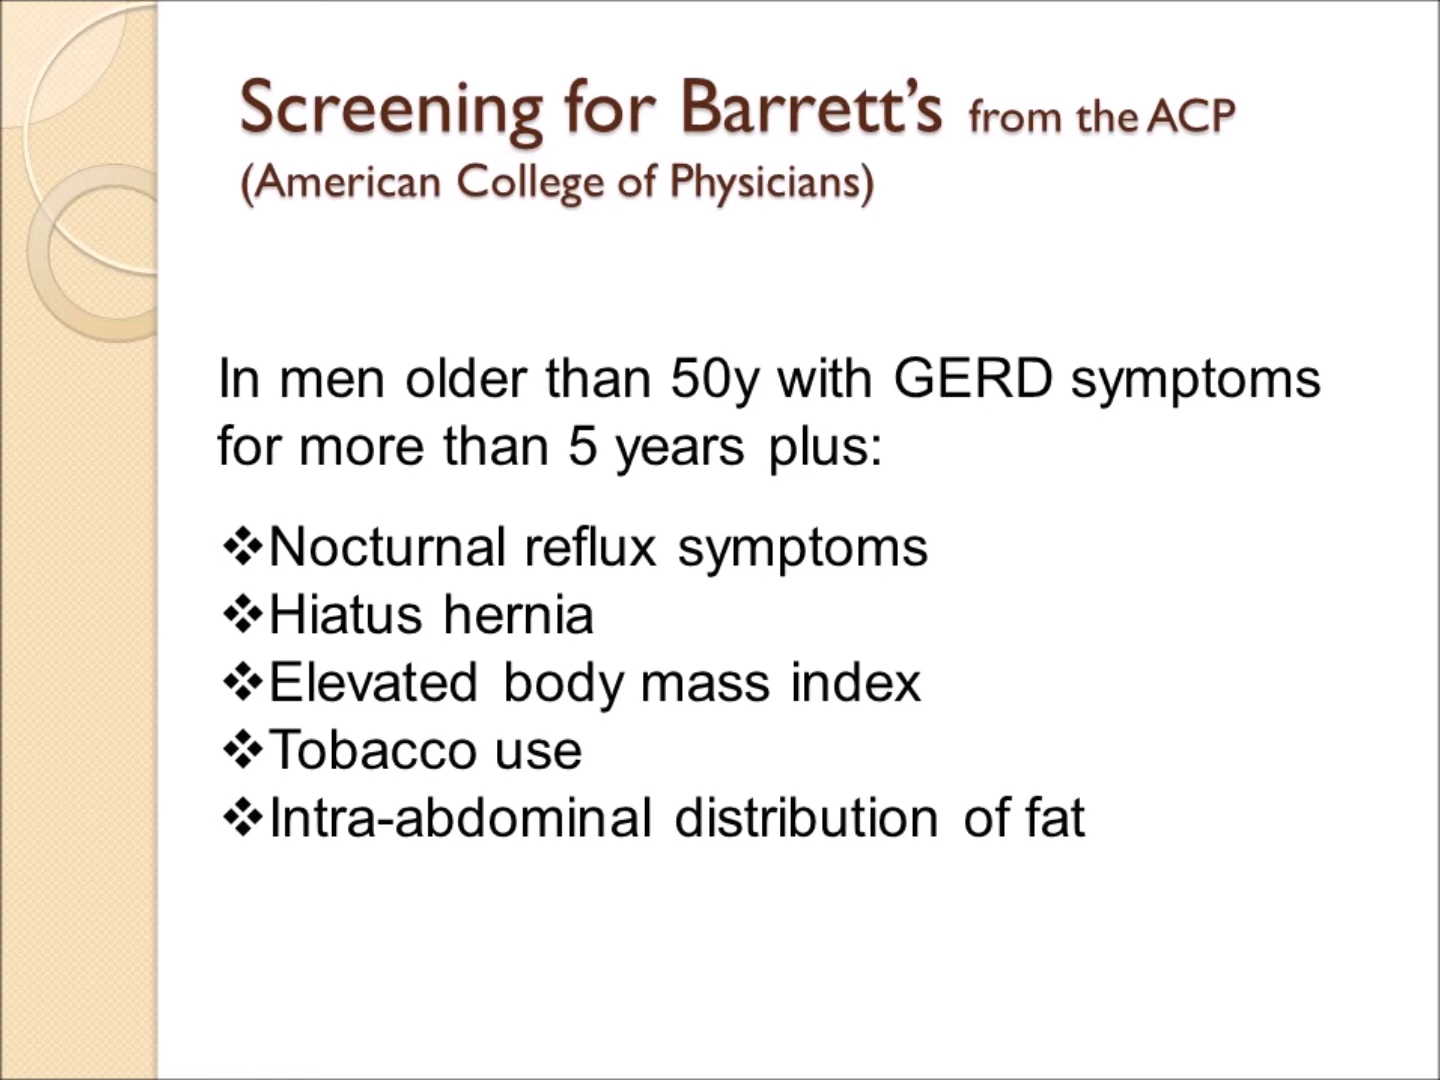 Screening for Barrett’s from the ACP
(American College of Physicians)
In men older than 50y with GERD symptoms
for more than 5 years plus:
❖Nocturnal reflux symptoms
❖Hiatus hernia
❖Elevated body mass index
❖Tobacco use
❖Intra-abdominal distribution of fat